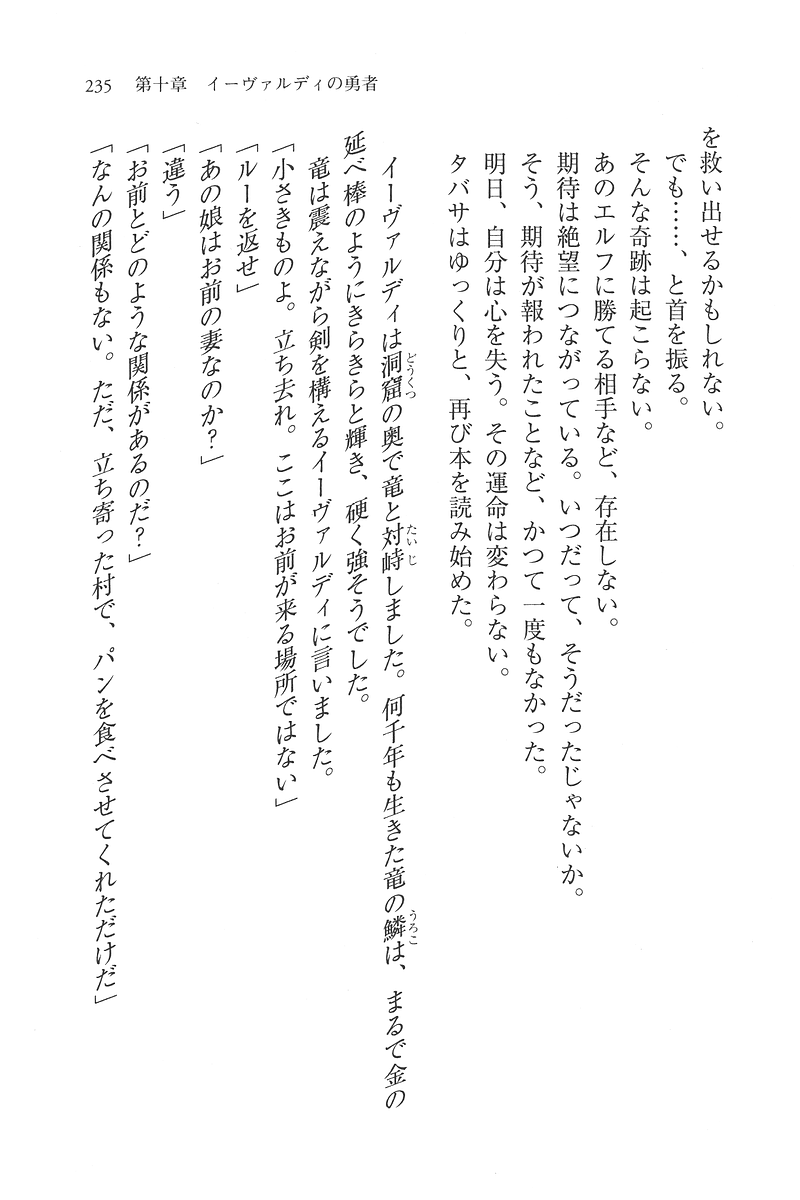 235 第十章 イーヴァルディの勇者
を救い出せるかもしれない。
でも……、と首を振る。
そんな奇跡は起こらない。
あのエルフに勝てる相手など、存在しない。
期待は絶望につながっている。いつだって、そうだったじゃないか。
そう、期待が報われたことなど、かつて一度もなかった。
明日、自分は心を失う。その運命は変わらない。
タバサはゆっくりと、再び本を読み始めた。
イーヴァルディは洞窟の奥で竜と対峙しました。何千年も生きた竜の鱗は、まるで金の
延べ棒のようにきらきらと輝き、硬く強そうでした。
竜は震えながら剣を構えるイーヴァルディに言いました。
「小さきものよ。立ち去れ。ここはお前が来る場所ではない」
「ルーを返せ」
「あの娘はお前の妻なのか？」
「違う」
「お前とどのような関係があるのだ？」
「なんの関係もない。ただ、立ち寄った村で、パンを食べさせてくれただけだ」